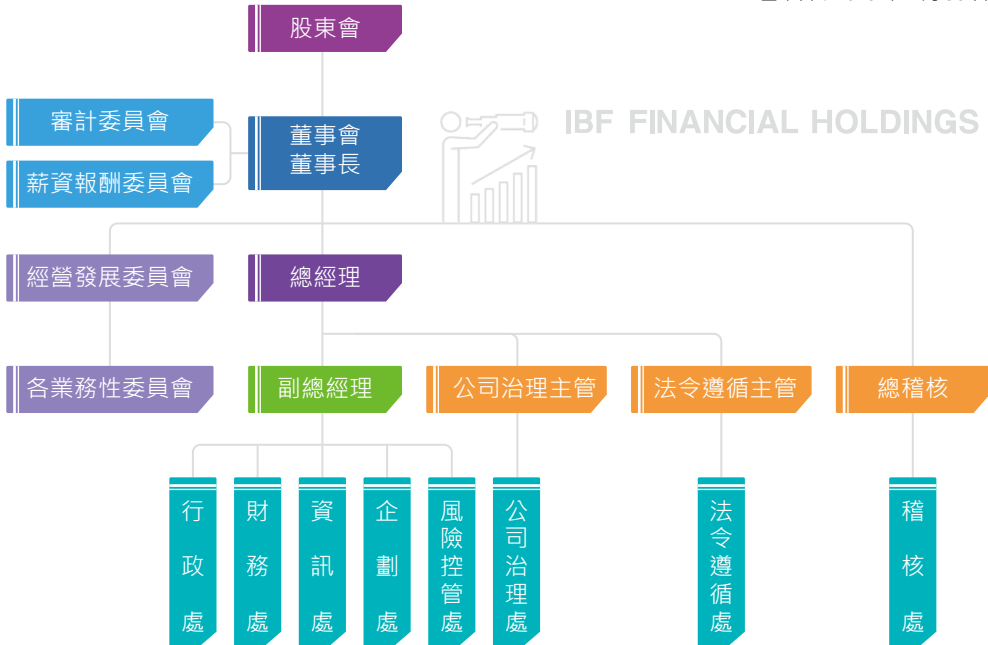 股東會
審計委員會
董事會
董事長
IBF FINANCIAL HOLDINGS
薪資報酬委員會
經營發展委員會
總經理
各業務性委員會
副總經理
公司治理主管
法令遵循主管
總稽核
行政處
財務處
資訊處
企劃處
風險控管處
公司治理處
法令遵循處
稽核處